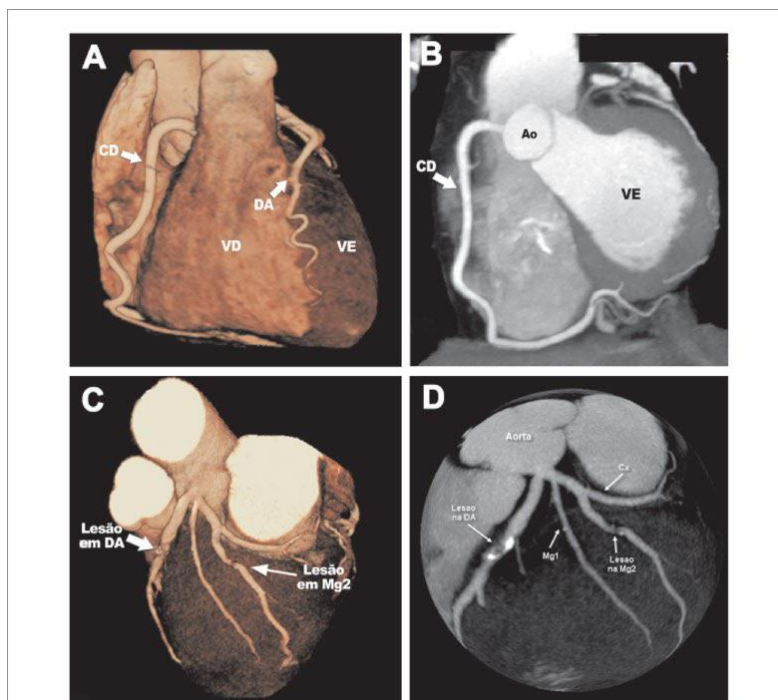 A
CD
DA
VD
VE
B
Ao
CD
VE
C
Lesão
em DA
Lesão
em Mg2
D
Aorta
Cx
Lesão
na DA
Mg1
Lesao
na Mg2